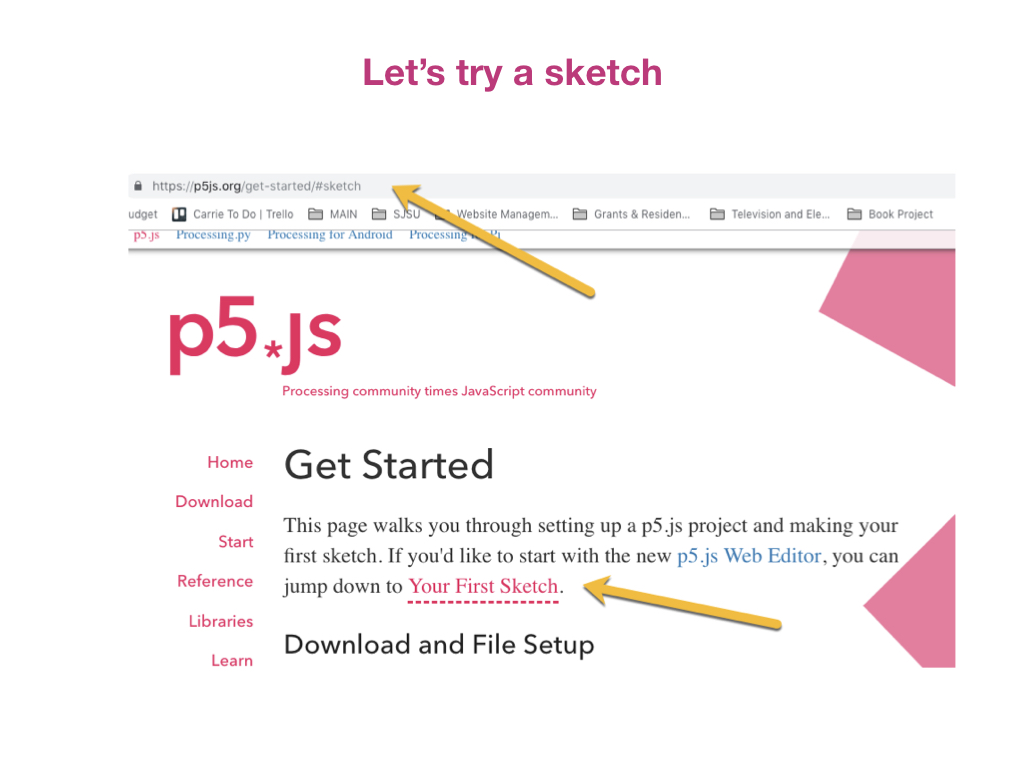 Let’s try a sketch
https://p5js.org/get-started/#sketch
udget Carrie To Do | Trello MAIN SJSU Website Managem... Grants & Residen... Television and Ele... Book Project
p5.js Processing.py Processing for Android Processing Pi
p5.js
*
Processing community times JavaScript community
Home
Download
Start
Reference
Libraries
Learn
Get Started
This page walks you through setting up a p5.js project and making your
first sketch. If you'd like to start with the new p5.js Web Editor, you can
jump down to Your First Sketch.
Download and File Setup